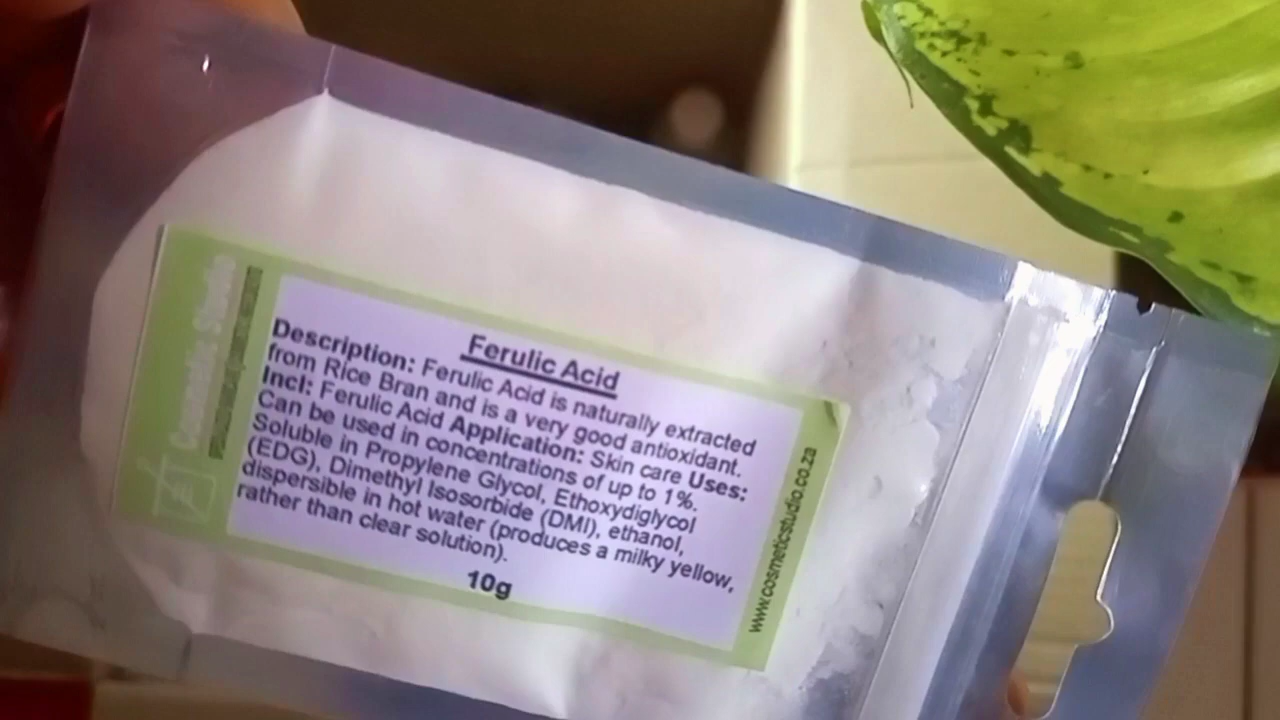 Ferulic Acid
Description: Ferulic Acid is naturally extracted
from Rice Bran and is a very good antioxidant.
Incl: Ferulic Acid Application: Skin care Uses:
Can be used in concentrations of up to 1%.
Soluble in Propylene Glycol, Ethoxydiglycol
(EDG), Dimethyl Isosorbide (DMI), ethanol,
dispersible in hot water (produces a milky yellow,
rather than clear solution).
10g
www.cosmeticstudio.co.za
Cosmetic Studio